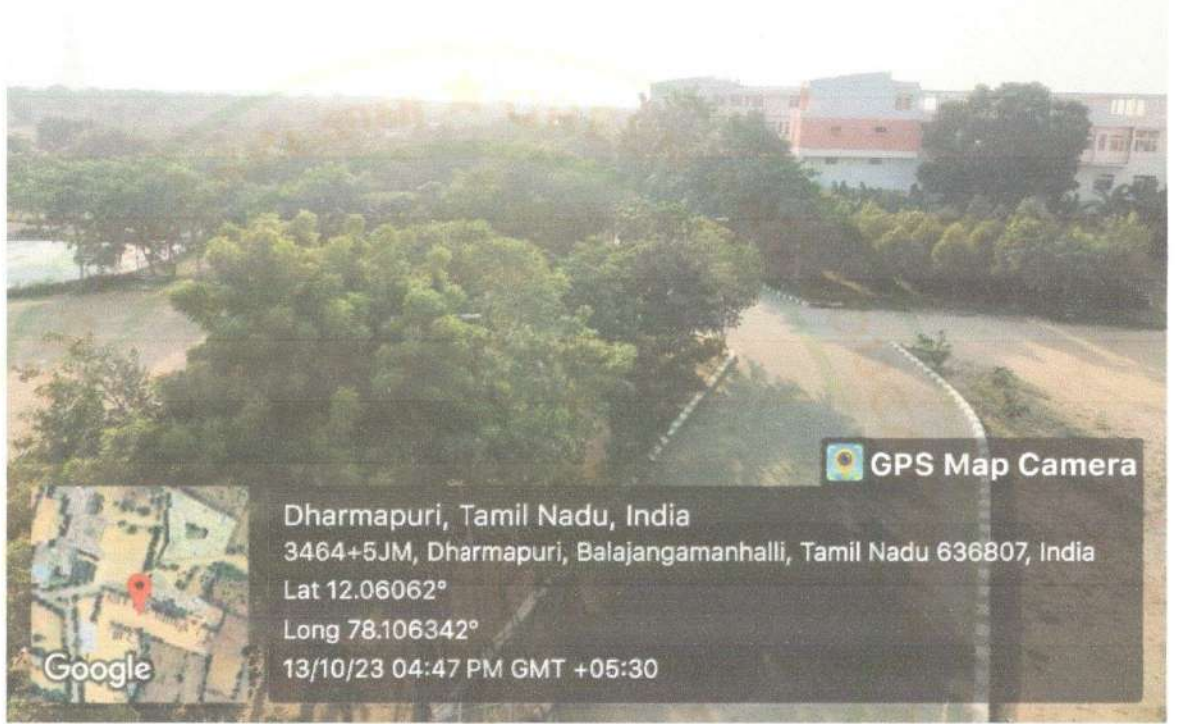 GPS Map Camera
Dharmapuri, Tamil Nadu, India
3464+5JM, Dharmapuri, Balajangamanhalli, Tamil Nadu 636807, India
Lat 12.06062°
Long 78.106342°
13/10/23 04:47 PM GMT +05:30
Google